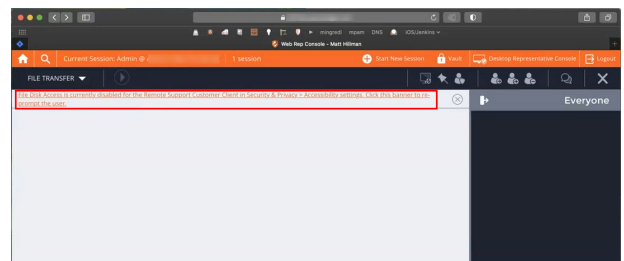 mingredi mpam DNS iOS/Jenkins
Web Rep Console - Matt Hillman
Current Session: Admin @ 1 session Start New Session Vault Desktop Representative Console Logout
FILE TRANSFER
File Disk Access is currently disabled for the Remote Support Customer Client in Security & Privacy > Accessibility settings. Click this banner to re-
prompt the user.
Everyone